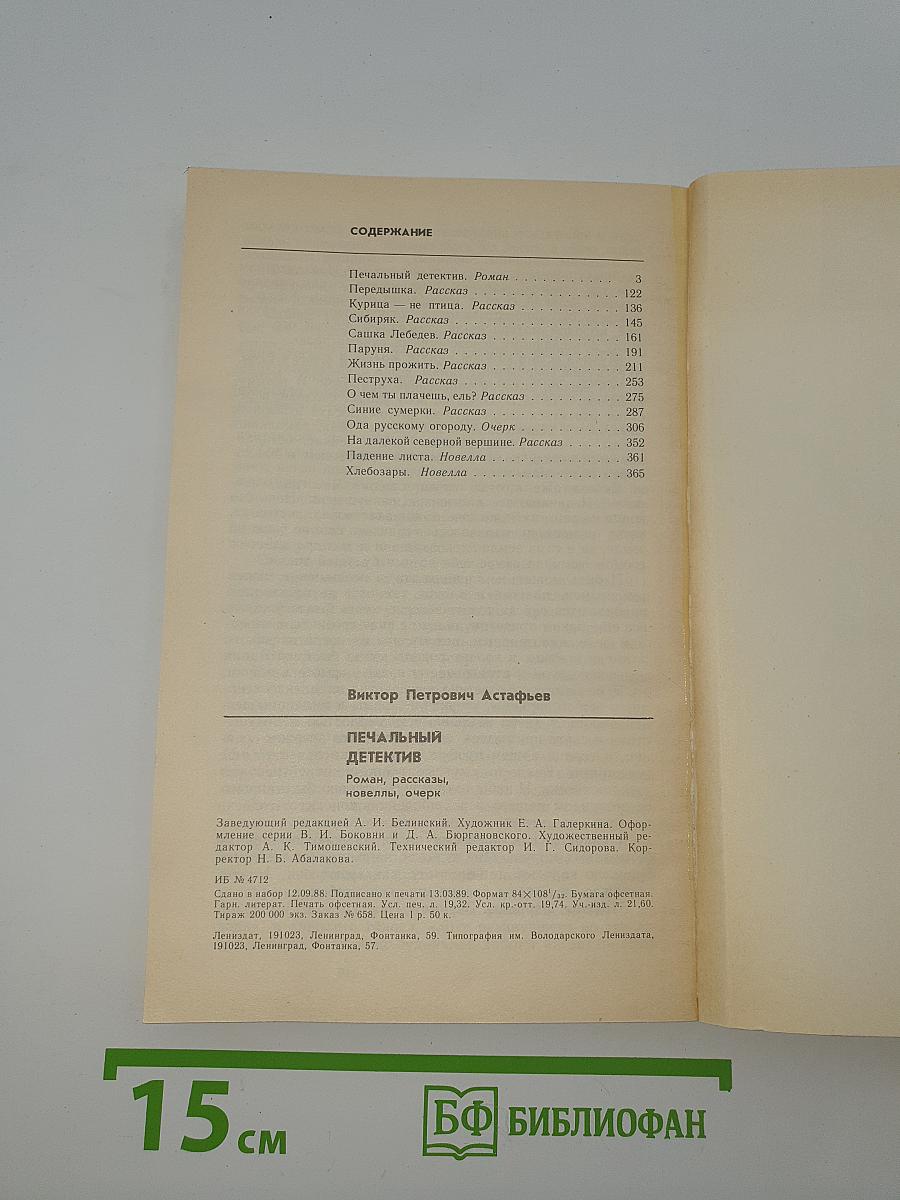 СОДЕРЖАНИЕ
Печальный детектив. Роман . . . . . . . . . . . 3
Передышка. Рассказ . . . . . . . . . . . . . . . . 122
Курица — не птица. Рассказ . . . . . . . . . . . 136
Сибиряк. Рассказ . . . . . . . . . . . . . . . . . . 145
Сашка Лебедев. Рассказ . . . . . . . . . . . . . . 161
Паруня. Рассказ . . . . . . . . . . . . . . . . . . 191
Жизнь прожить. Рассказ . . . . . . . . . . . . . . 211
Пеструха. Рассказ . . . . . . . . . . . . . . . . . 253
О чем ты плачешь, ель? Рассказ . . . . . . . . . . 275
Синие сумерки. Рассказ . . . . . . . . . . . . . . 287
Ода русскому огороду. Очерк . . . . . . . . . . . 306
На далекой северной вершине. Рассказ . . . . . . 352
Падение листа. Новелла . . . . . . . . . . . . . . 361
Хлебозары. Новелла . . . . . . . . . . . . . . . . 365
Виктор Петрович Астафьев
ПЕЧАЛЬНЫЙ
ДЕТЕКТИВ
Роман, рассказы,
новеллы, очерк
Заведующий редакцией А. И. Белинский. Художник Е. А. Галеркина. Офор-
мление серии В. И. Боковни и Д. А. Бюргановского. Художественный ре-
дактор А. К. Тимошевский. Технический редактор И. Г. Сидорова. Кор-
ректор Н. Б. Абалакова.
ИБ № 4712
Сдано в набор 12.09.88. Подписано к печати 13.03.89. Формат 84×108¹/₃₂. Бумага офсетная.
Гарн. литерат. Печать офсетная. Усл. печ. л. 19,32. Усл. кр.-отт. 19,74. Уч.-изд. л. 21,60.
Тираж 200 000 экз. Заказ № 658. Цена 1 р. 50 к.
Лениздат, 191023, Ленинград, Фонтанка, 59. Типография им. Володарского Лениздата,
191023, Ленинград, Фонтанка, 57.
15 см
БФ БИБЛИОФАН